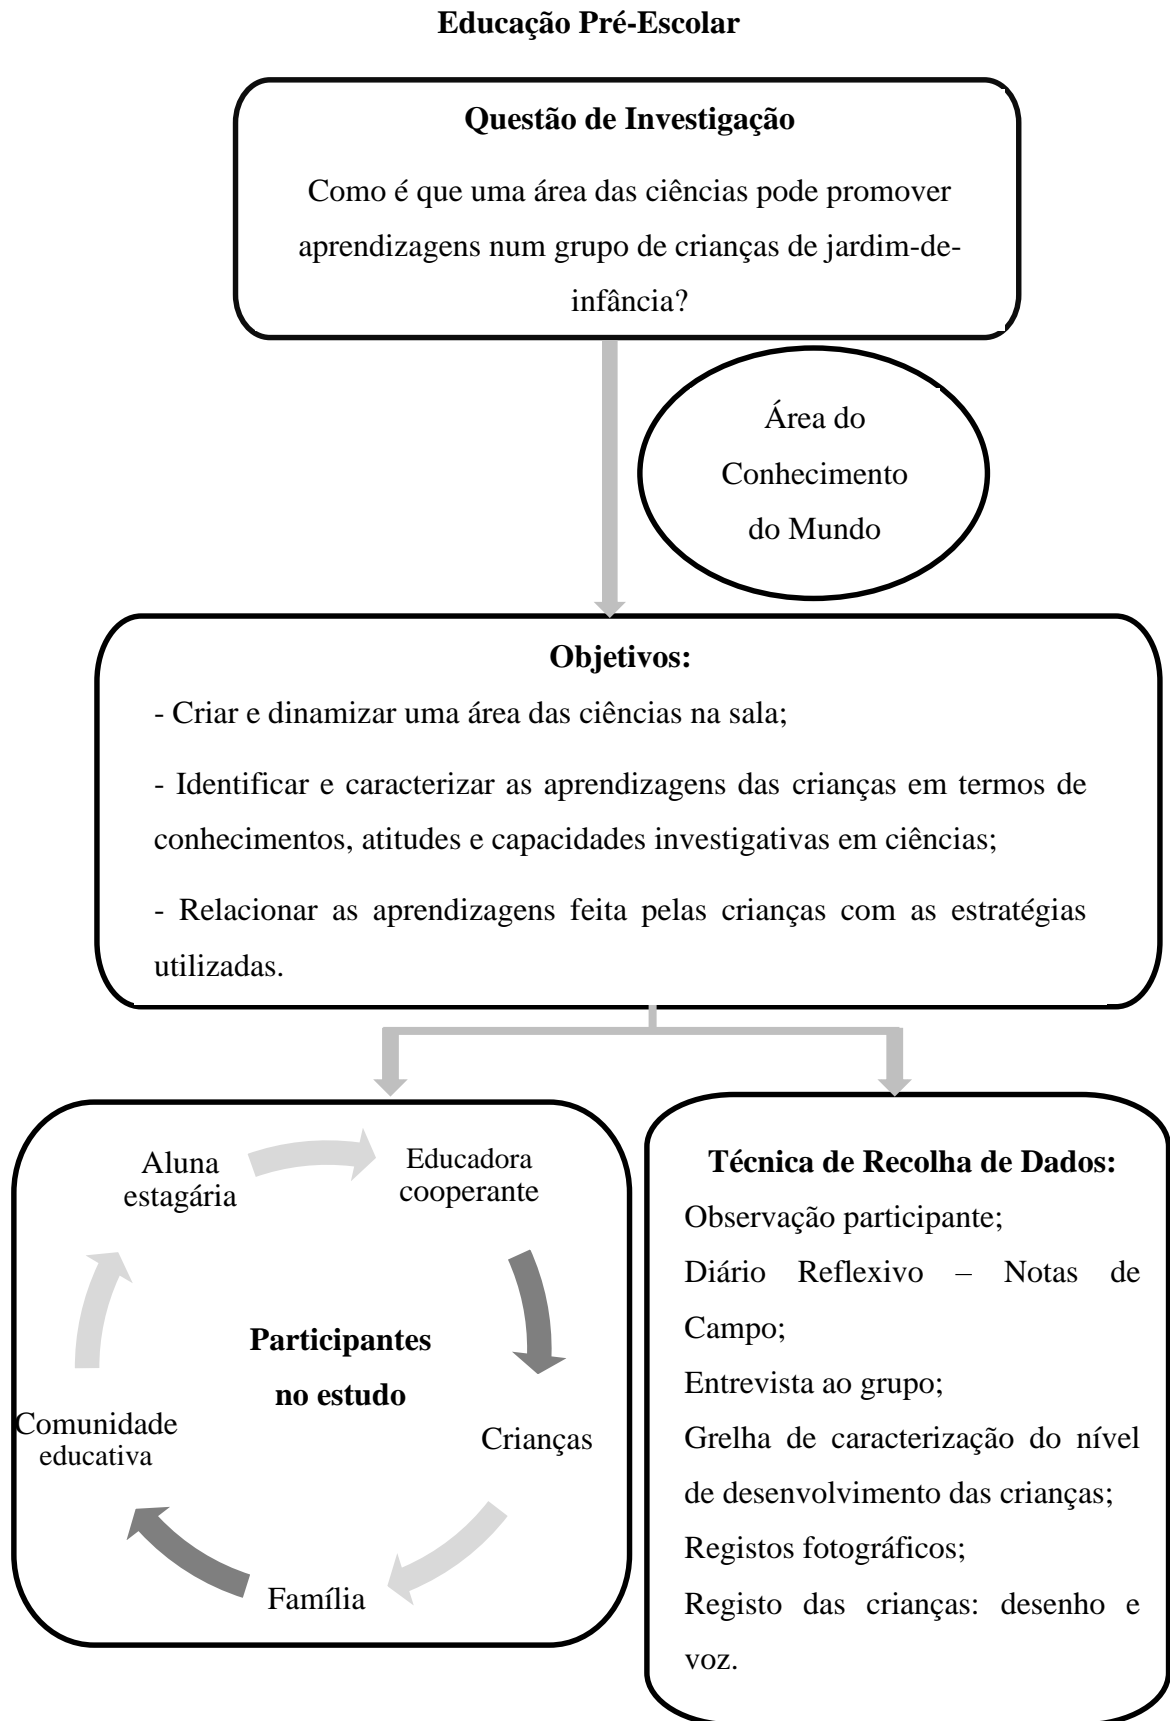 Educação Pré-Escolar
Questão de Investigação
Como é que uma área das ciências pode promover
aprendizagens num grupo de crianças de jardim-de-
infância?
Área do
Conhecimento
do Mundo
Objetivos:
- Criar e dinamizar uma área das ciências na sala;
- Identificar e caracterizar as aprendizagens das crianças em termos de
conhecimentos, atitudes e capacidades investigativas em ciências;
- Relacionar as aprendizagens feita pelas crianças com as estratégias
utilizadas.
Aluna
estagária
Educadora
cooperante
Participantes
no estudo
Crianças
Família
Comunidade
educativa
Técnica de Recolha de Dados:
Observação participante;
Diário Reflexivo – Notas de
Campo;
Entrevista ao grupo;
Grelha de caracterização do nível
de desenvolvimento das crianças;
Registos fotográficos;
Registo das crianças: desenho e
voz.